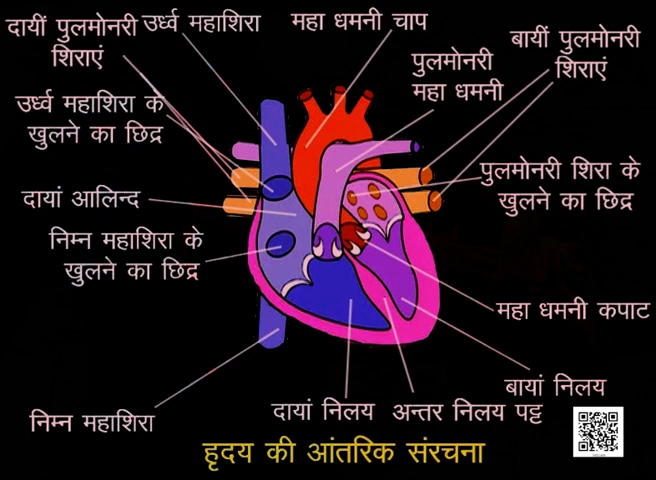 दायीं पुलमोनरी
शिराएं
उर्ध्व महाशिरा
महा धमनी चाप
पुलमोनरी
महा धमनी
बायीं पुलमोनरी
शिराएं
उर्ध्व महाशिरा के
खुलने का छिद्र
पुलमोनरी शिरा के
खुलने का छिद्र
दायां आलिन्द
निम्न महाशिरा के
खुलने का छिद्र
महा धमनी कपाट
बायां निलय
निम्न महाशिरा
दायां निलय
अन्तर निलय पट्ट
हृदय की आंतरिक संरचना